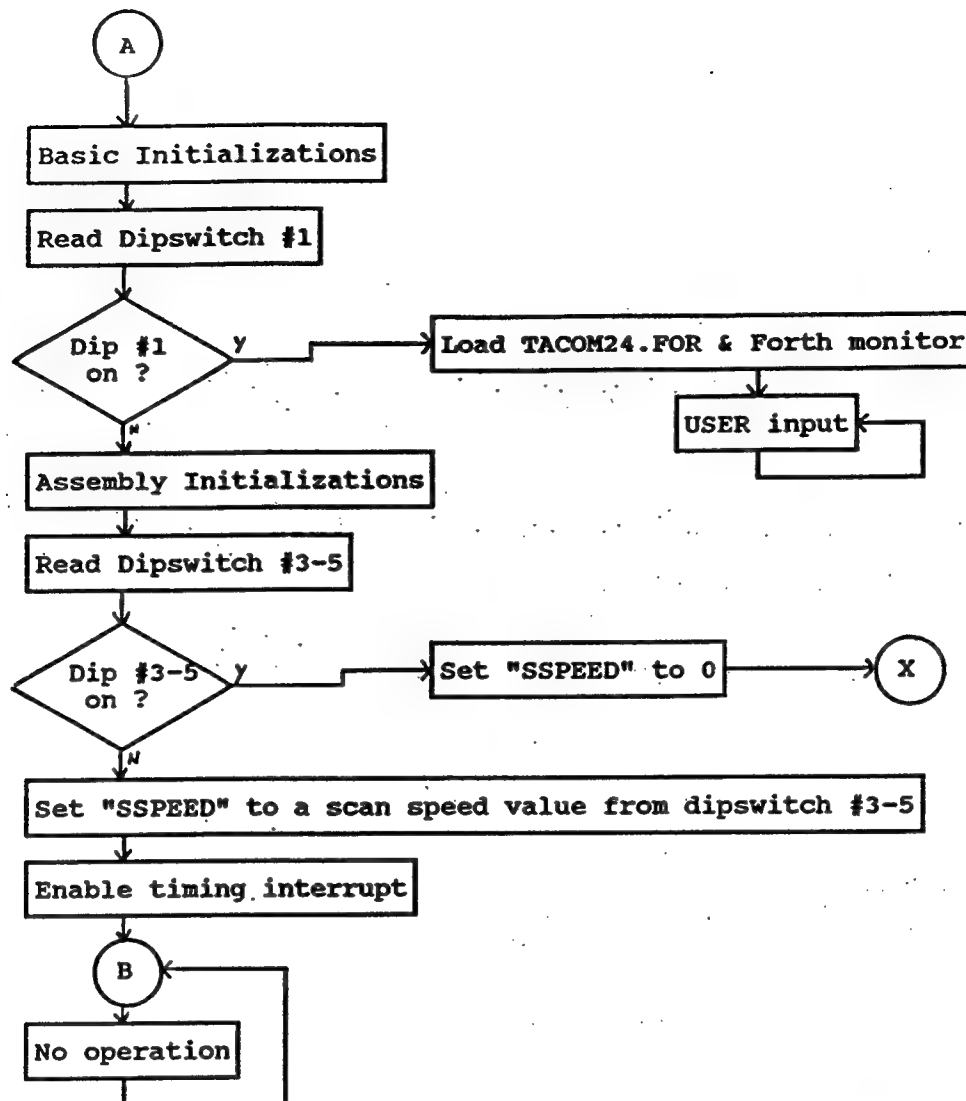 A
Basic Initializations
Read Dipswitch #1
Dip #1
on ?
Y
N
Load TACOM24.FOR & Forth monitor
USER input
Assembly Initializations
Read Dipswitch #3-5
Dip #3-5
on ?
Y
N
Set "SSPEED" to 0
X
Set "SSPEED" to a scan speed value from dipswitch #3-5
Enable timing interrupt
B
No operation